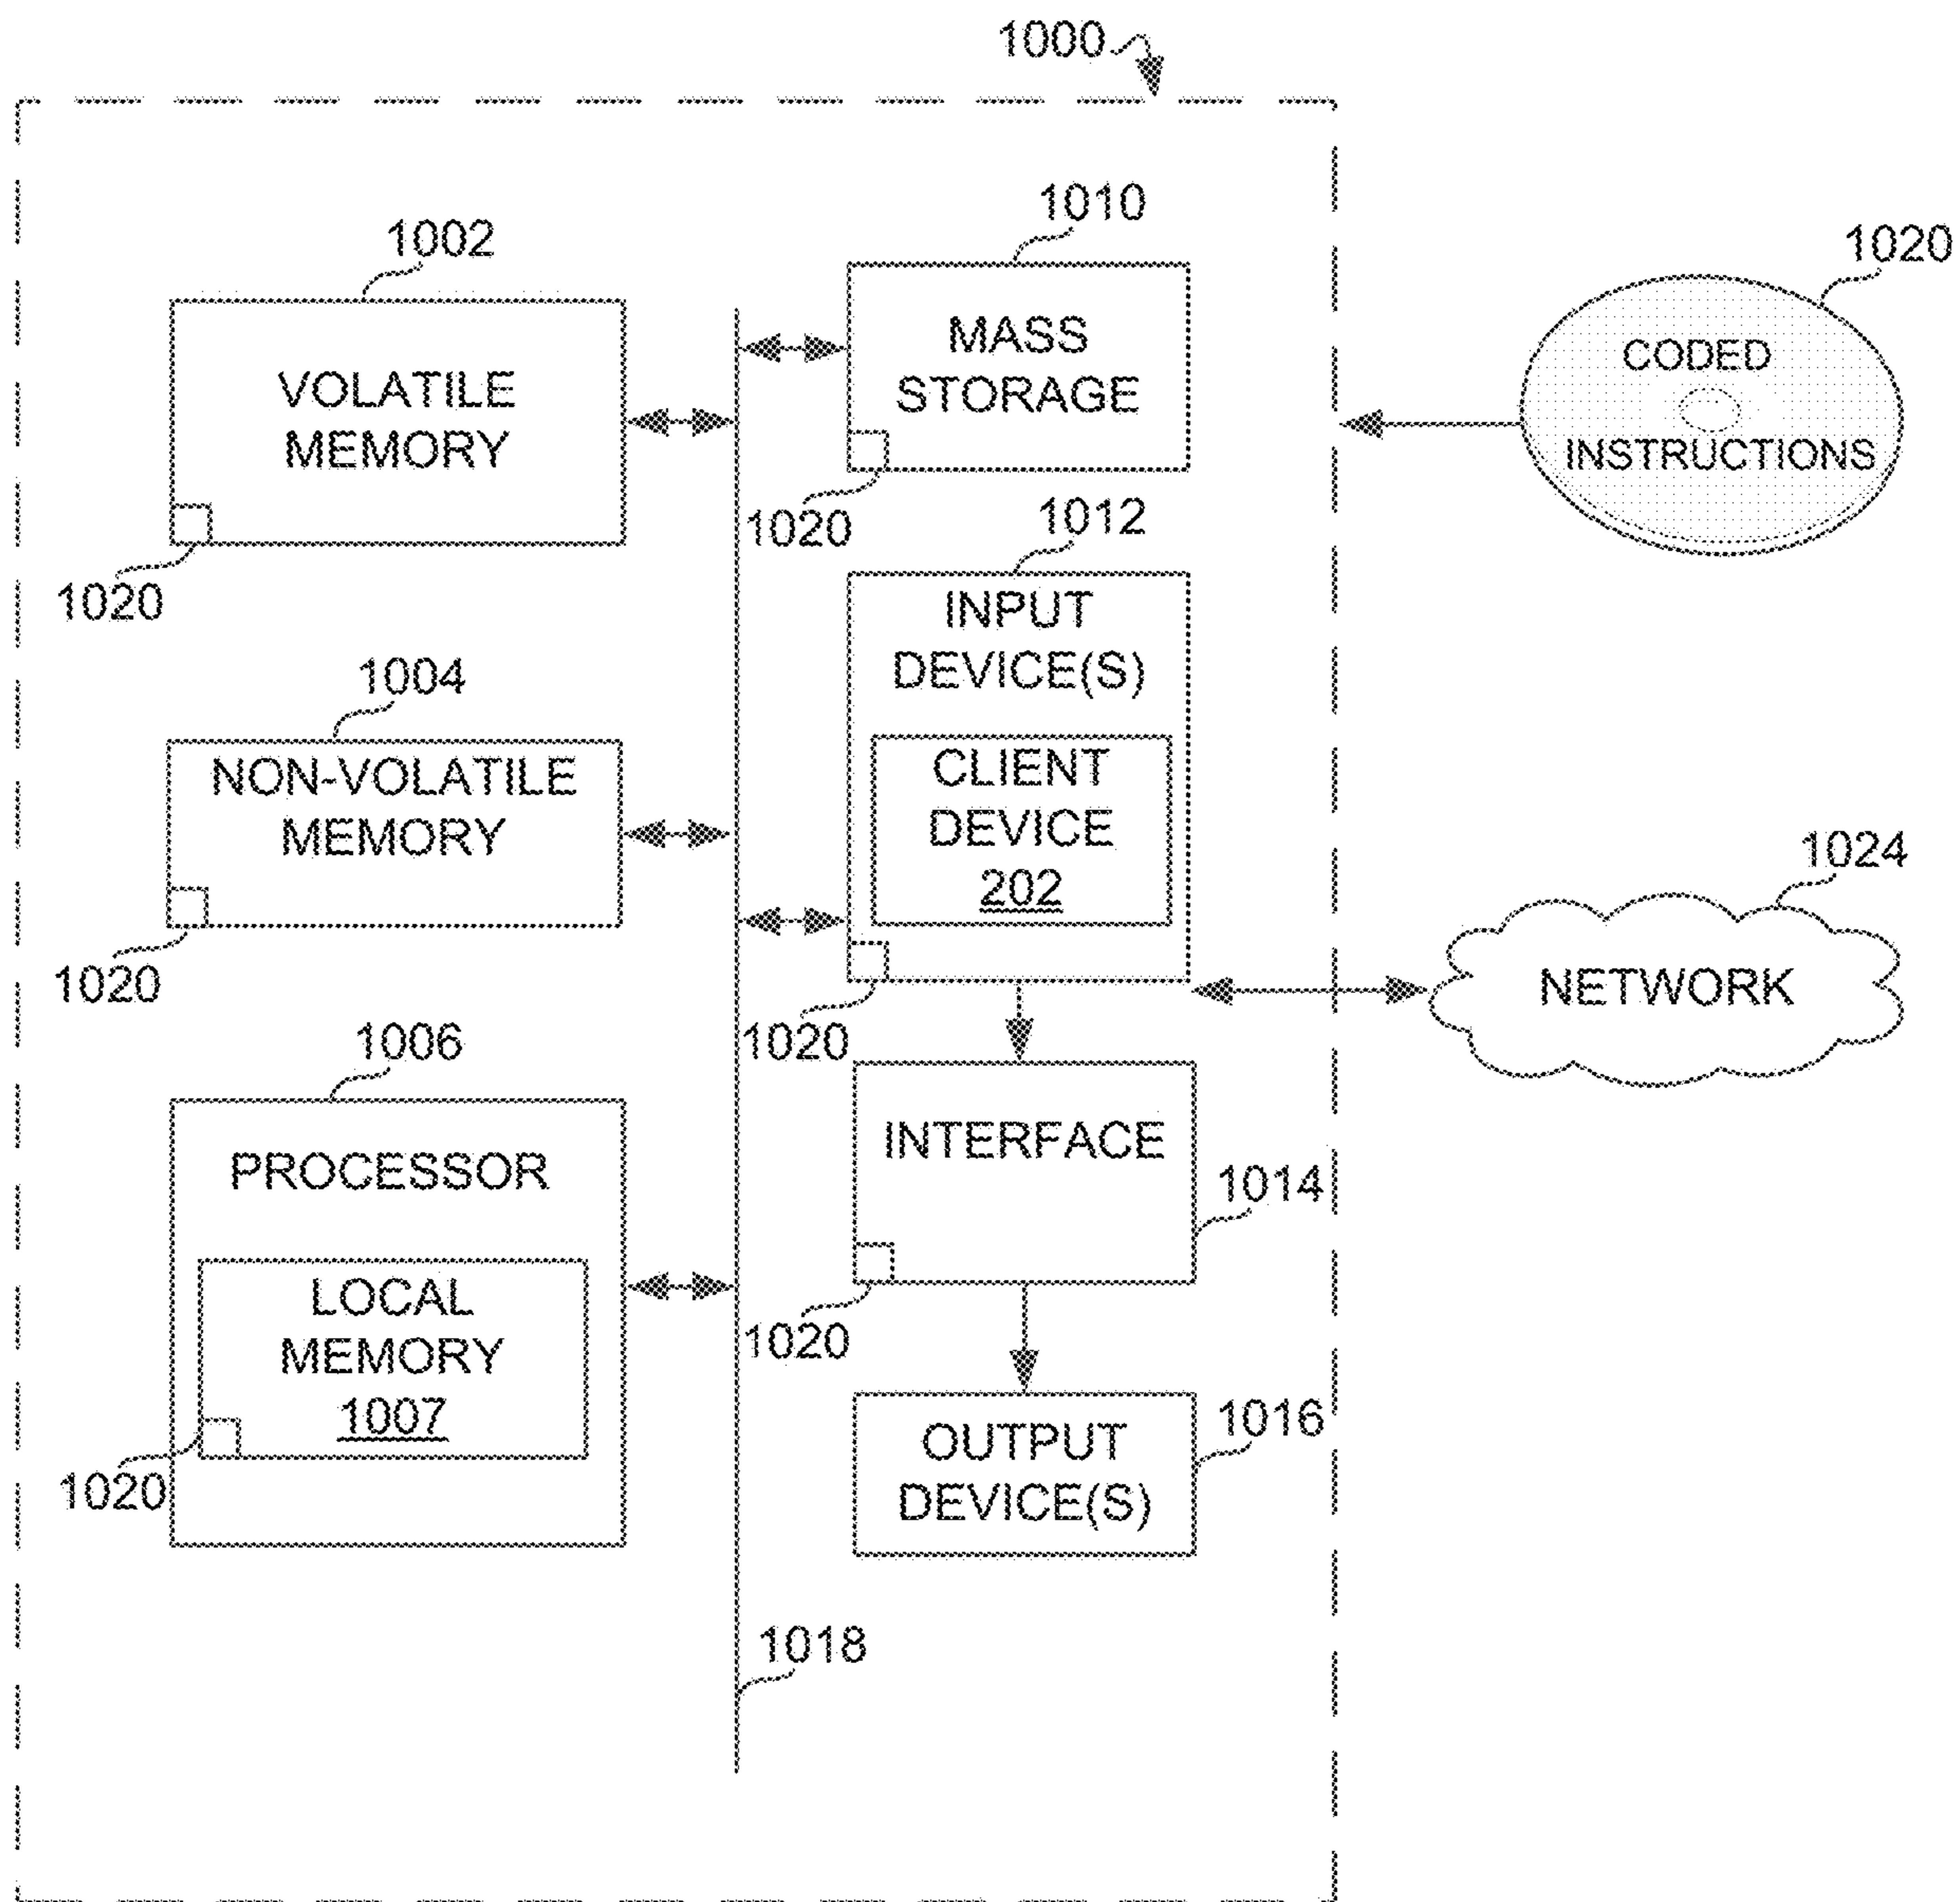 1000
1002
VOLATILE
MEMORY
1020
1004
NON-VOLATILE
MEMORY
1020
1006
PROCESSOR
LOCAL
MEMORY
1007
1020
1010
MASS
STORAGE
1020
1012
INPUT
DEVICE(S)
CLIENT
DEVICE
202
1020
INTERFACE
1014
1020
OUTPUT
DEVICE(S)
1016
1018
1020
CODED
INSTRUCTIONS
1024
NETWORK